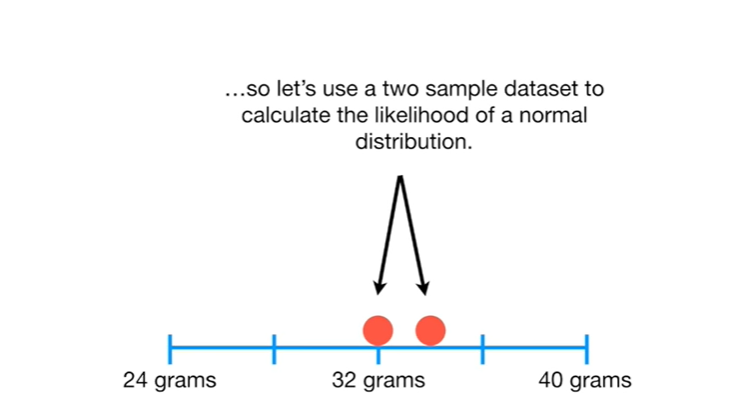 …so let's use a two sample dataset to
calculate the likelihood of a normal
distribution.
24 grams
32 grams
40 grams